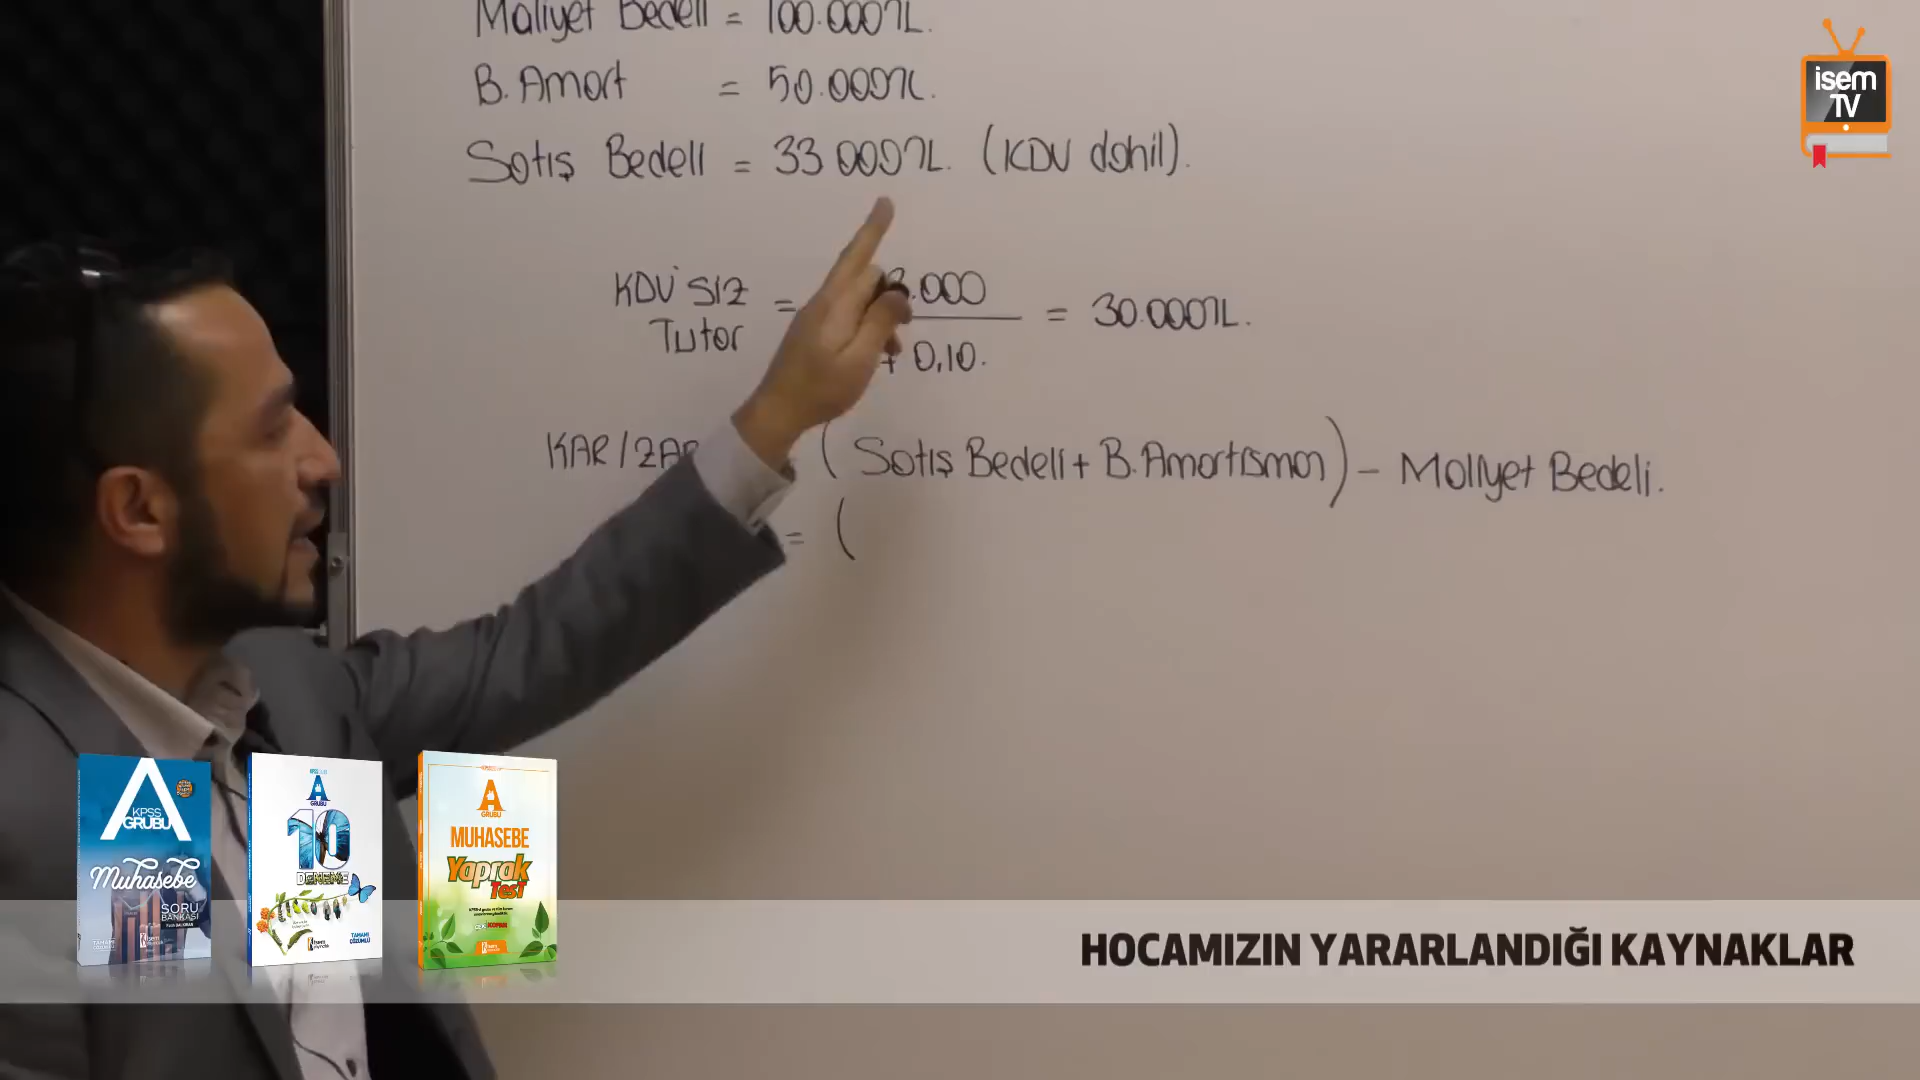 Maliyet Bedeli = 100.000TL.
B. Amort = 50.000TL.
Satış Bedeli = 33 000TL. (KDV dahil).
KDV'siz Tutar = 3.000 = 30.000TL.
+ 0,10.
KAR/ZAR = (Satış Bedeli + B. Amortisman) - Maliyet Bedeli.
= (
isem
TV
A
KPSS
GRUBU
Muhasebe
SORU
BANKASI
A
GRUBU
10
DENEME
TAMAMI
ÇÖZÜMLÜ
A
GRUBU
MUHASEBE
Yaprak
Test
HOCAMIZIN YARARLANDIĞI KAYNAKLAR